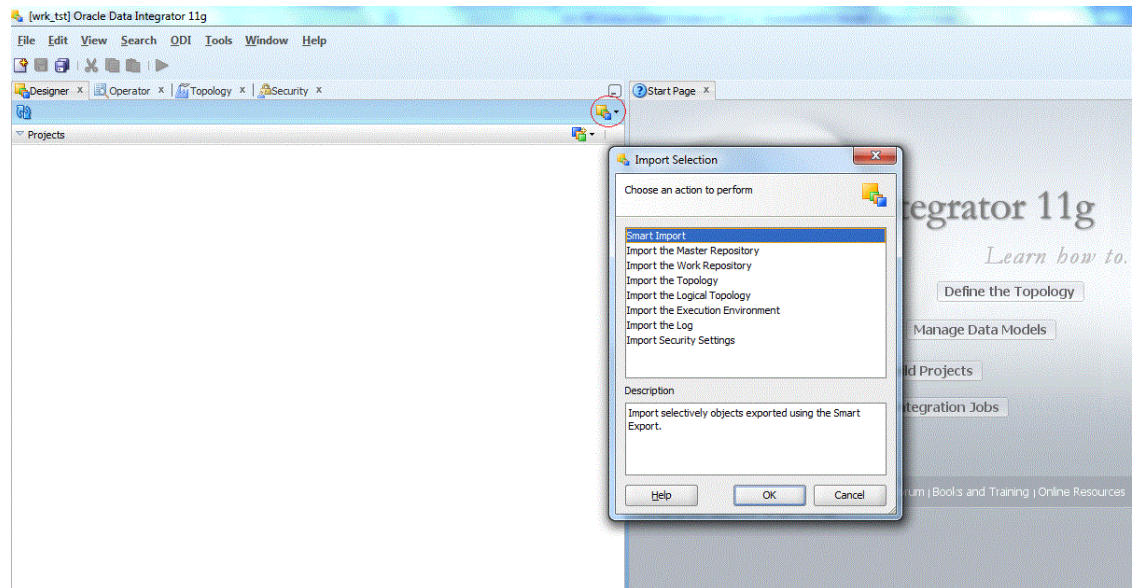 [wrk_tst] Oracle Data Integrator 11g
File Edit View Search ODI Tools Window Help
Designer x Operator x Topology x Security x
Start Page x
Projects
Import Selection
Choose an action to perform
Smart Import
Import the Master Repository
Import the Work Repository
Import the Topology
Import the Logical Topology
Import the Execution Environment
Import the Log
Import Security Settings
Description
Import selectively objects exported using the Smart
Export.
Help OK Cancel
egrator 11g
Learn how to.
Define the Topology
Manage Data Models
ld Projects
tegration Jobs
rum | Books and Training | Online Resources